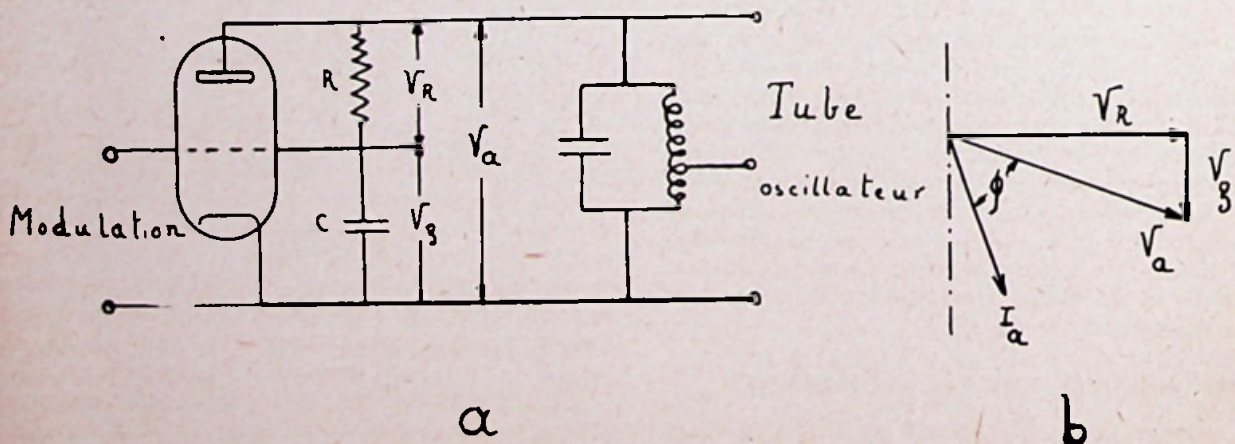 Modulation
R
C
V_R
V_g
V_a
Tube
oscillateur
V_R
V_g
V_a
ϕ
I_a
a
b